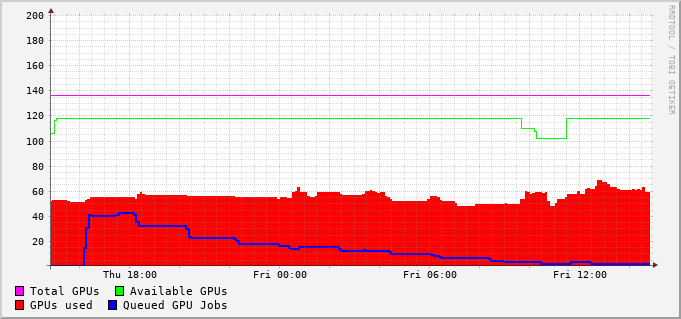 200
180
160
140
120
100
80
60
40
20
Thu 18:00 Fri 00:00 Fri 06:00 Fri 12:00
Total GPUs Available GPUs
GPUs used Queued GPU Jobs
RRDTOOL / TOBI OETIKER